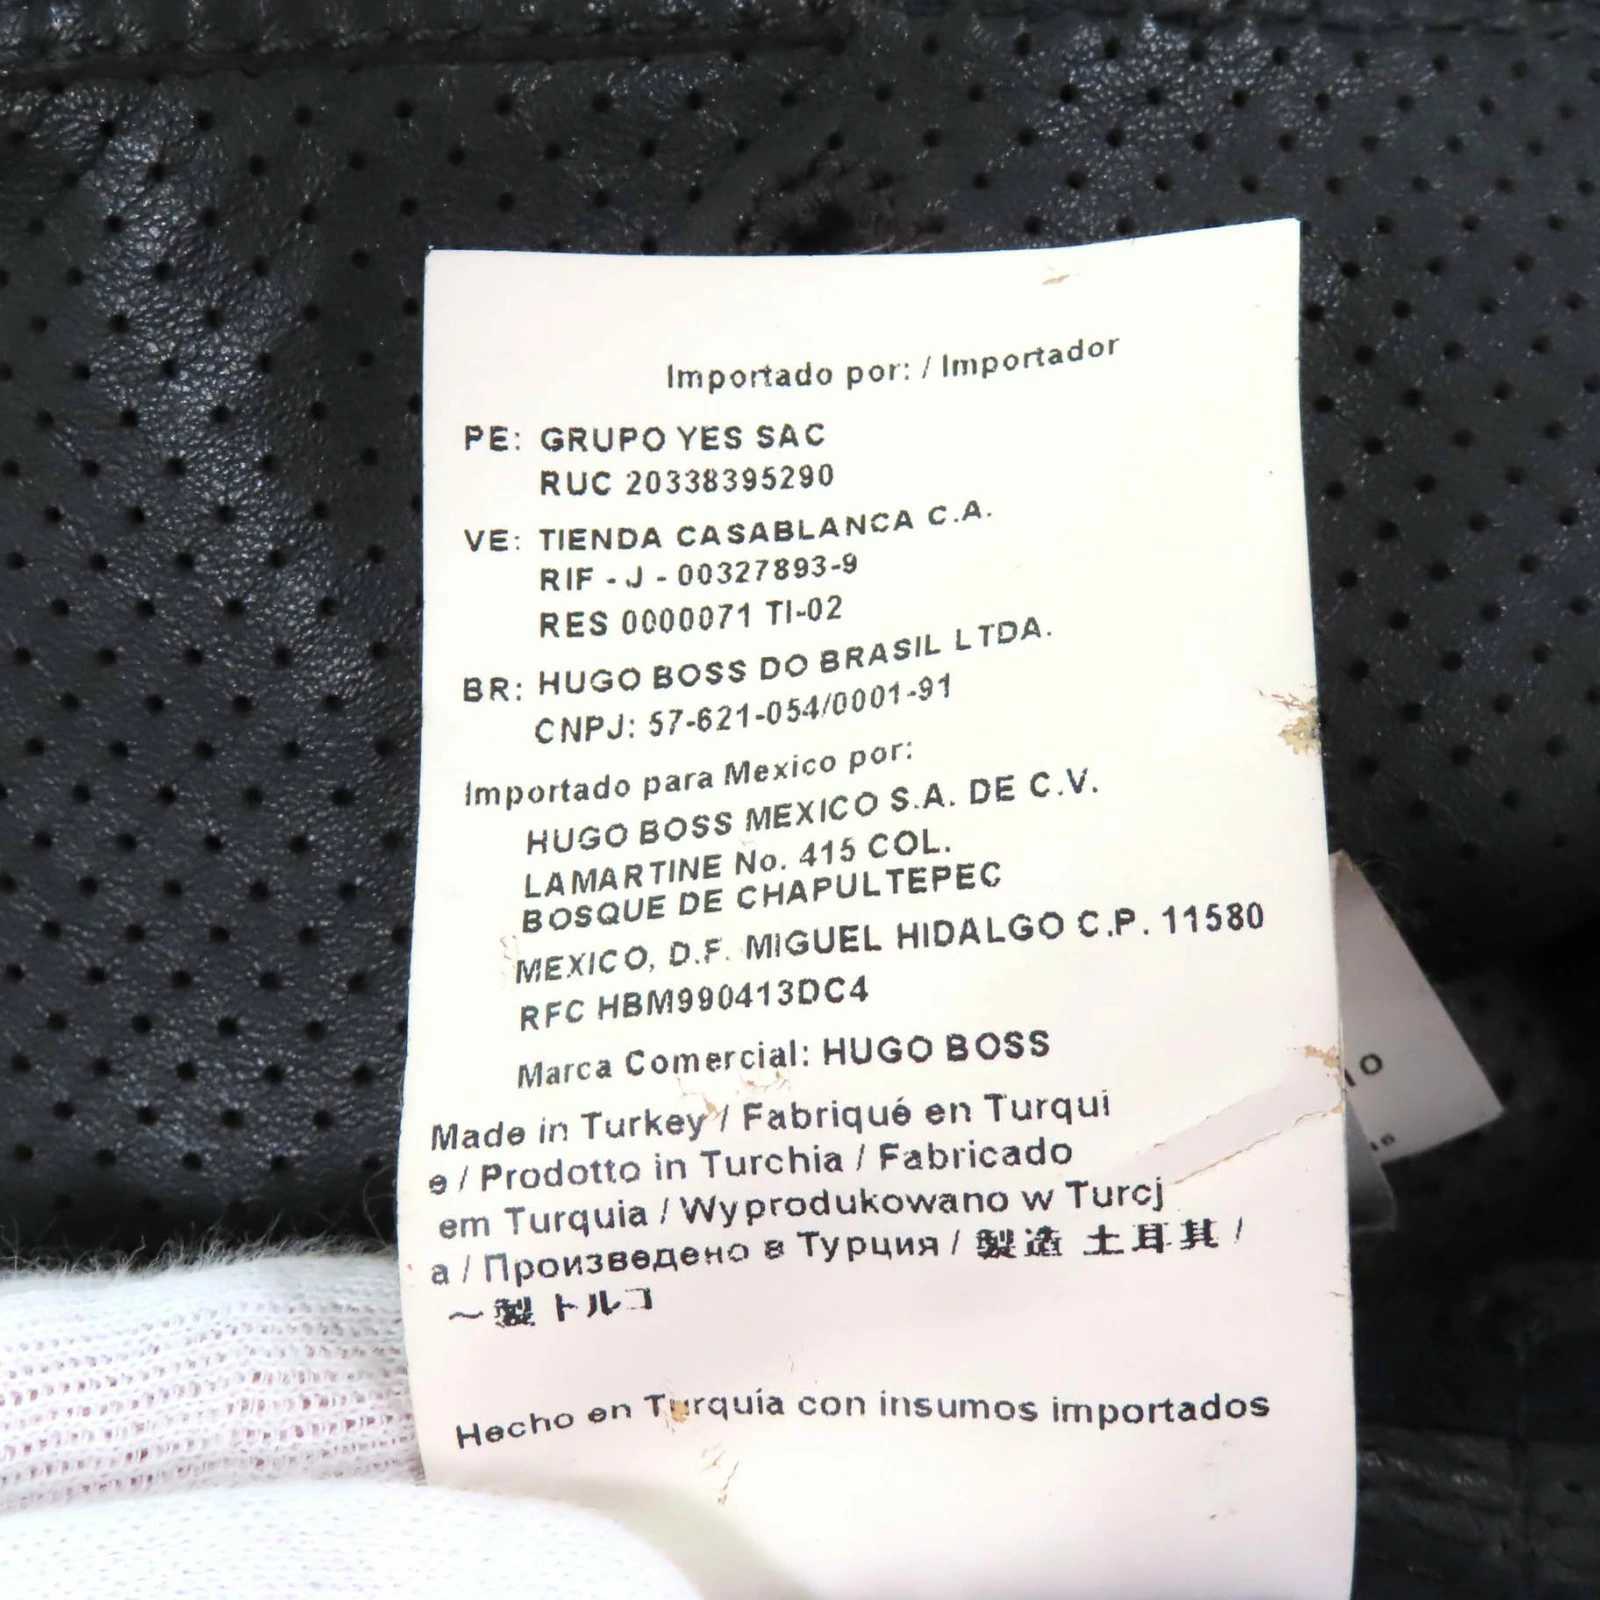 Importado por: / Importador
PE: GRUPO YES SAC
RUC 20338395290
VE: TIENDA CASABLANCA C.A.
RIF - J - 00327893-9
RES 0000071 TI-02
BR: HUGO BOSS DO BRASIL LTDA.
CNPJ: 57-621-054/0001-91
Importado para Mexico por:
HUGO BOSS MEXICO S.A. DE C.V.
LAMARTINE No. 415 COL.
BOSQUE DE CHAPULTEPEC
MEXICO, D.F. MIGUEL HIDALGO C.P. 11580
RFC HBM990413DC4
Marca Comercial: HUGO BOSS
Made in Turkey / Fabriqué en Turqui
e / Prodotto in Turchia / Fabricado
em Turquia / Wyprodukowano w Turcj
a / Произведено в Турция / 製造 土耳其 /
～製 トルコ
Hecho en Turquía con insumos importados